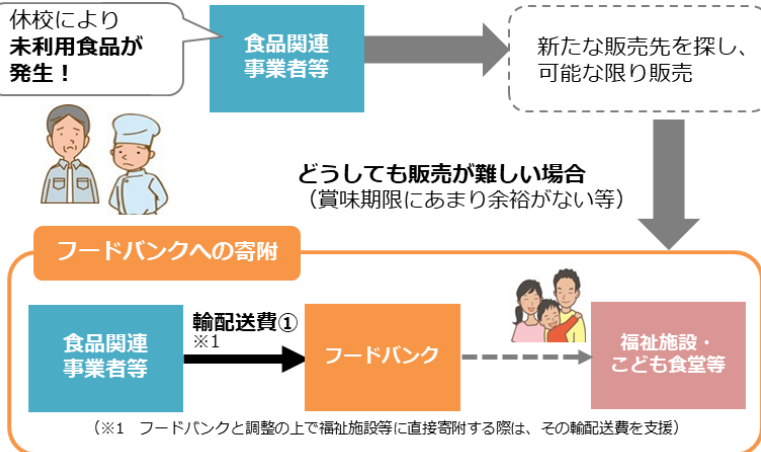 休校により
未利用食品が
発生！
食品関連
事業者等
新たな販売先を探し、
可能な限り販売
どうしても販売が難しい場合
（賞味期限にあまり余裕がない等）
フードバンクへの寄附
食品関連
事業者等
輸配送費①
※1
フードバンク
福祉施設・
こども食堂等
（※1　フードバンクと調整の上で福祉施設等に直接寄附する際は、その輸配送費を支援）